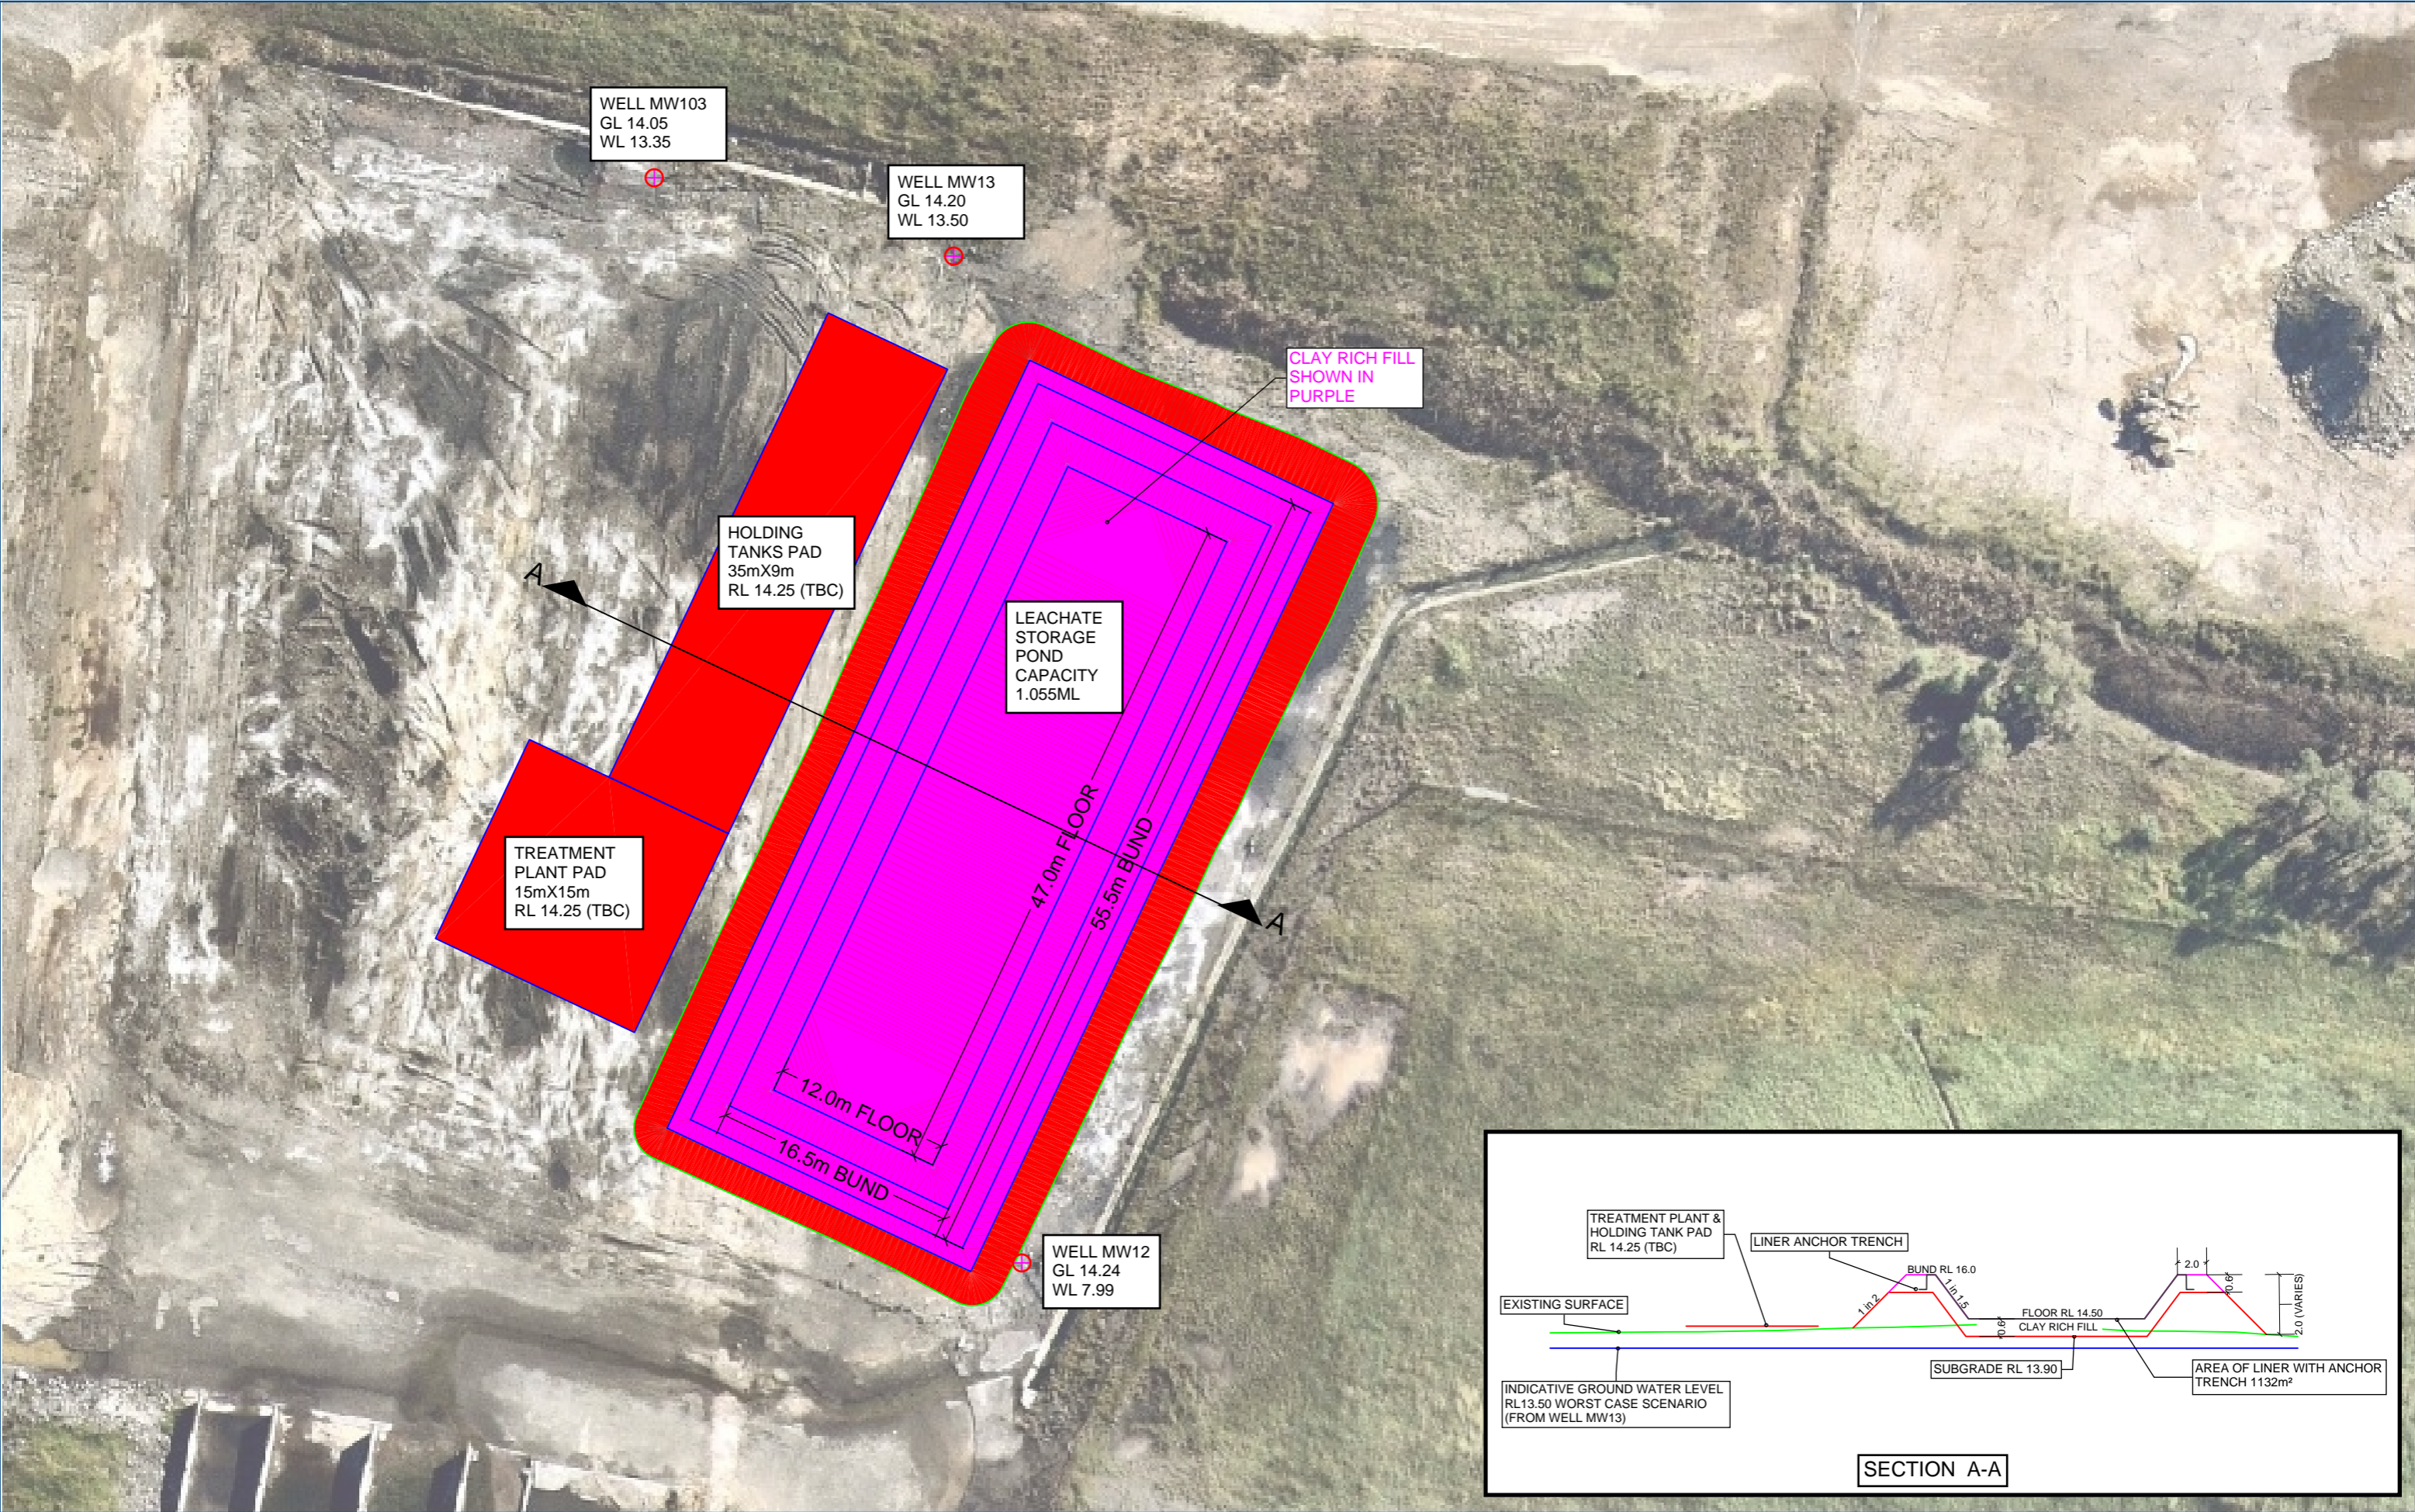 WELL MW103
GL 14.05
WL 13.35
WELL MW13
GL 14.20
WL 13.50
CLAY RICH FILL
SHOWN IN
PURPLE
HOLDING
TANKS PAD
35mX9m
RL 14.25 (TBC)
A
LEACHATE
STORAGE
POND
CAPACITY
1.055ML
TREATMENT
PLANT PAD
15mX15m
RL 14.25 (TBC)
47.0m FLOOR
55.5m BUND
A
12.0m FLOOR
16.5m BUND
WELL MW12
GL 14.24
WL 7.99
TREATMENT PLANT &
HOLDING TANK PAD
RL 14.25 (TBC)
LINER ANCHOR TRENCH
BUND RL 16.0
2.0
EXISTING SURFACE
1 in 2
1 in 1.5
0.6
2.0 (VARIES)
FLOOR RL 14.50
CLAY RICH FILL
0.6
SUBGRADE RL 13.90
AREA OF LINER WITH ANCHOR
TRENCH 1132m²
INDICATIVE GROUND WATER LEVEL
RL13.50 WORST CASE SCENARIO
(FROM WELL MW13)
SECTION A-A